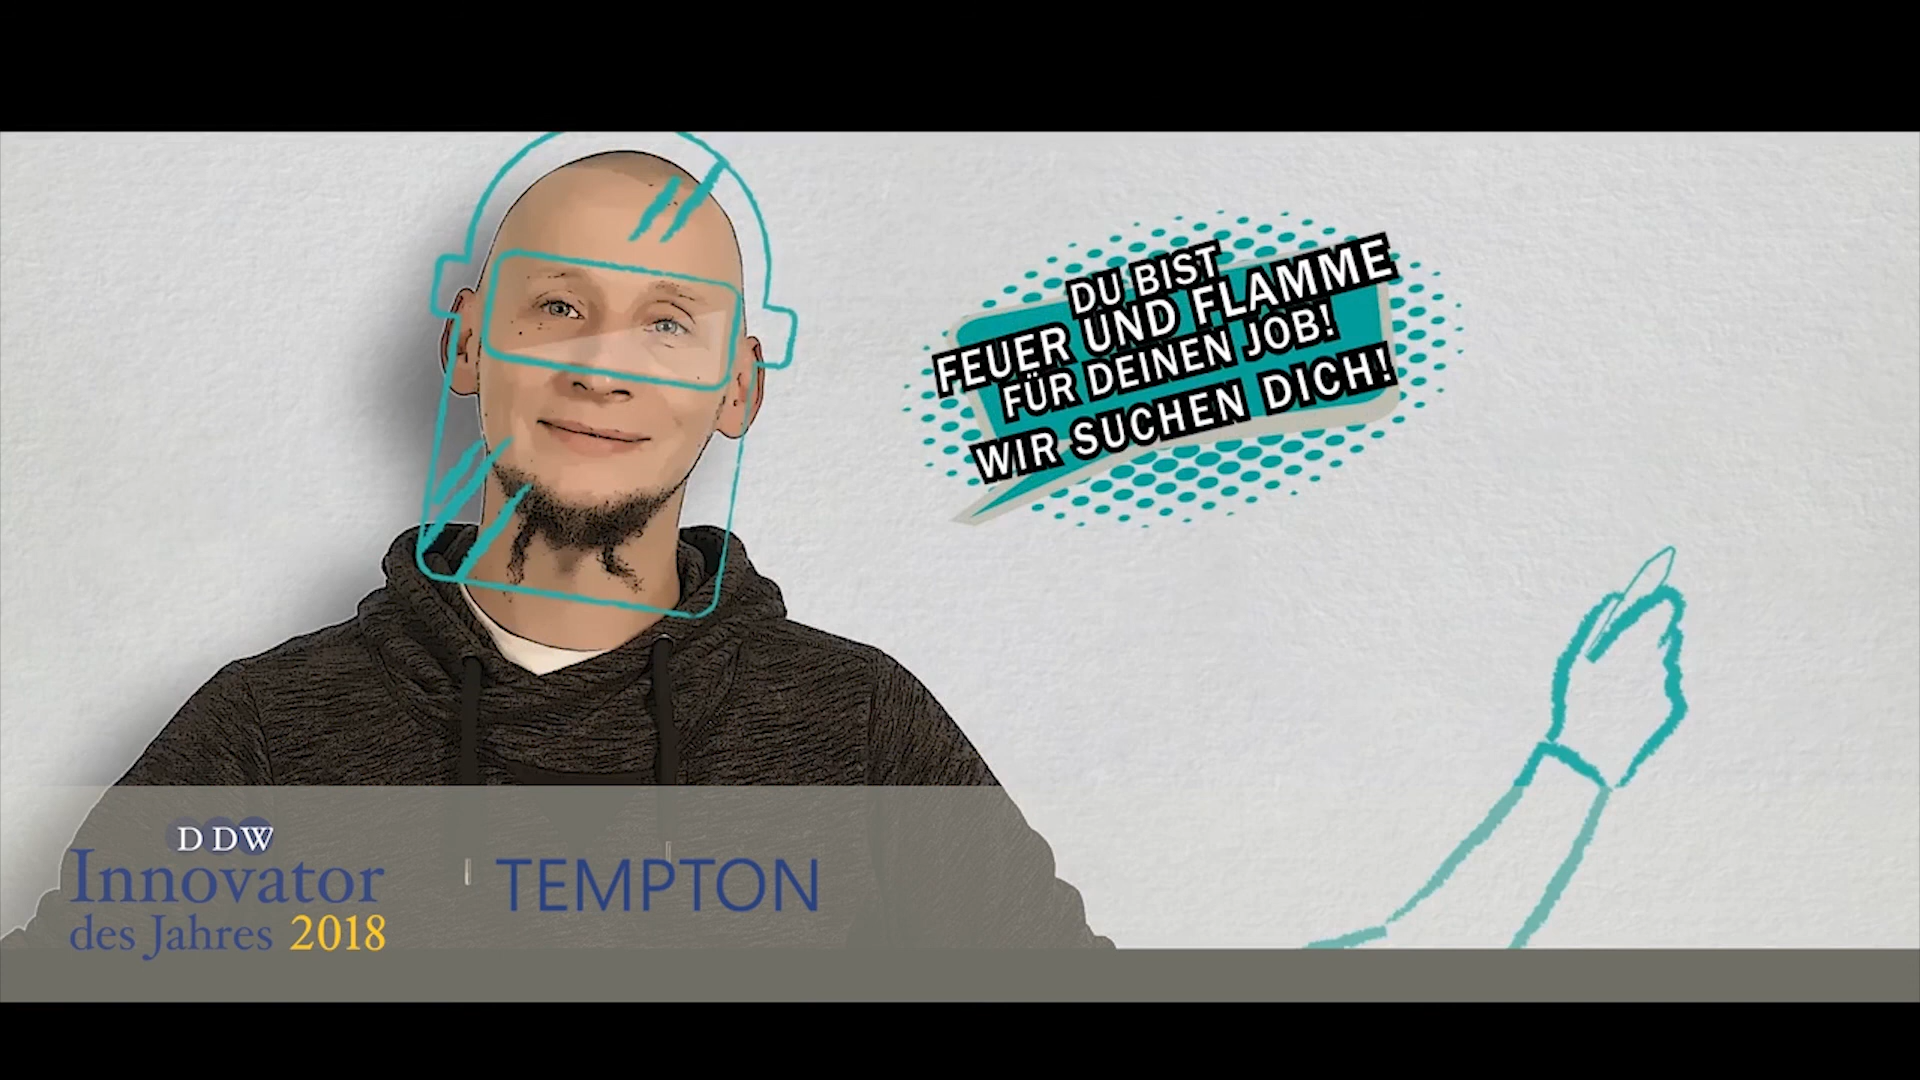 DU BIST
FEUER UND FLAMME
FÜR DEINEN JOB!
WIR SUCHEN DICH!
DDW
Innovator
des Jahres 2018
TEMPTON